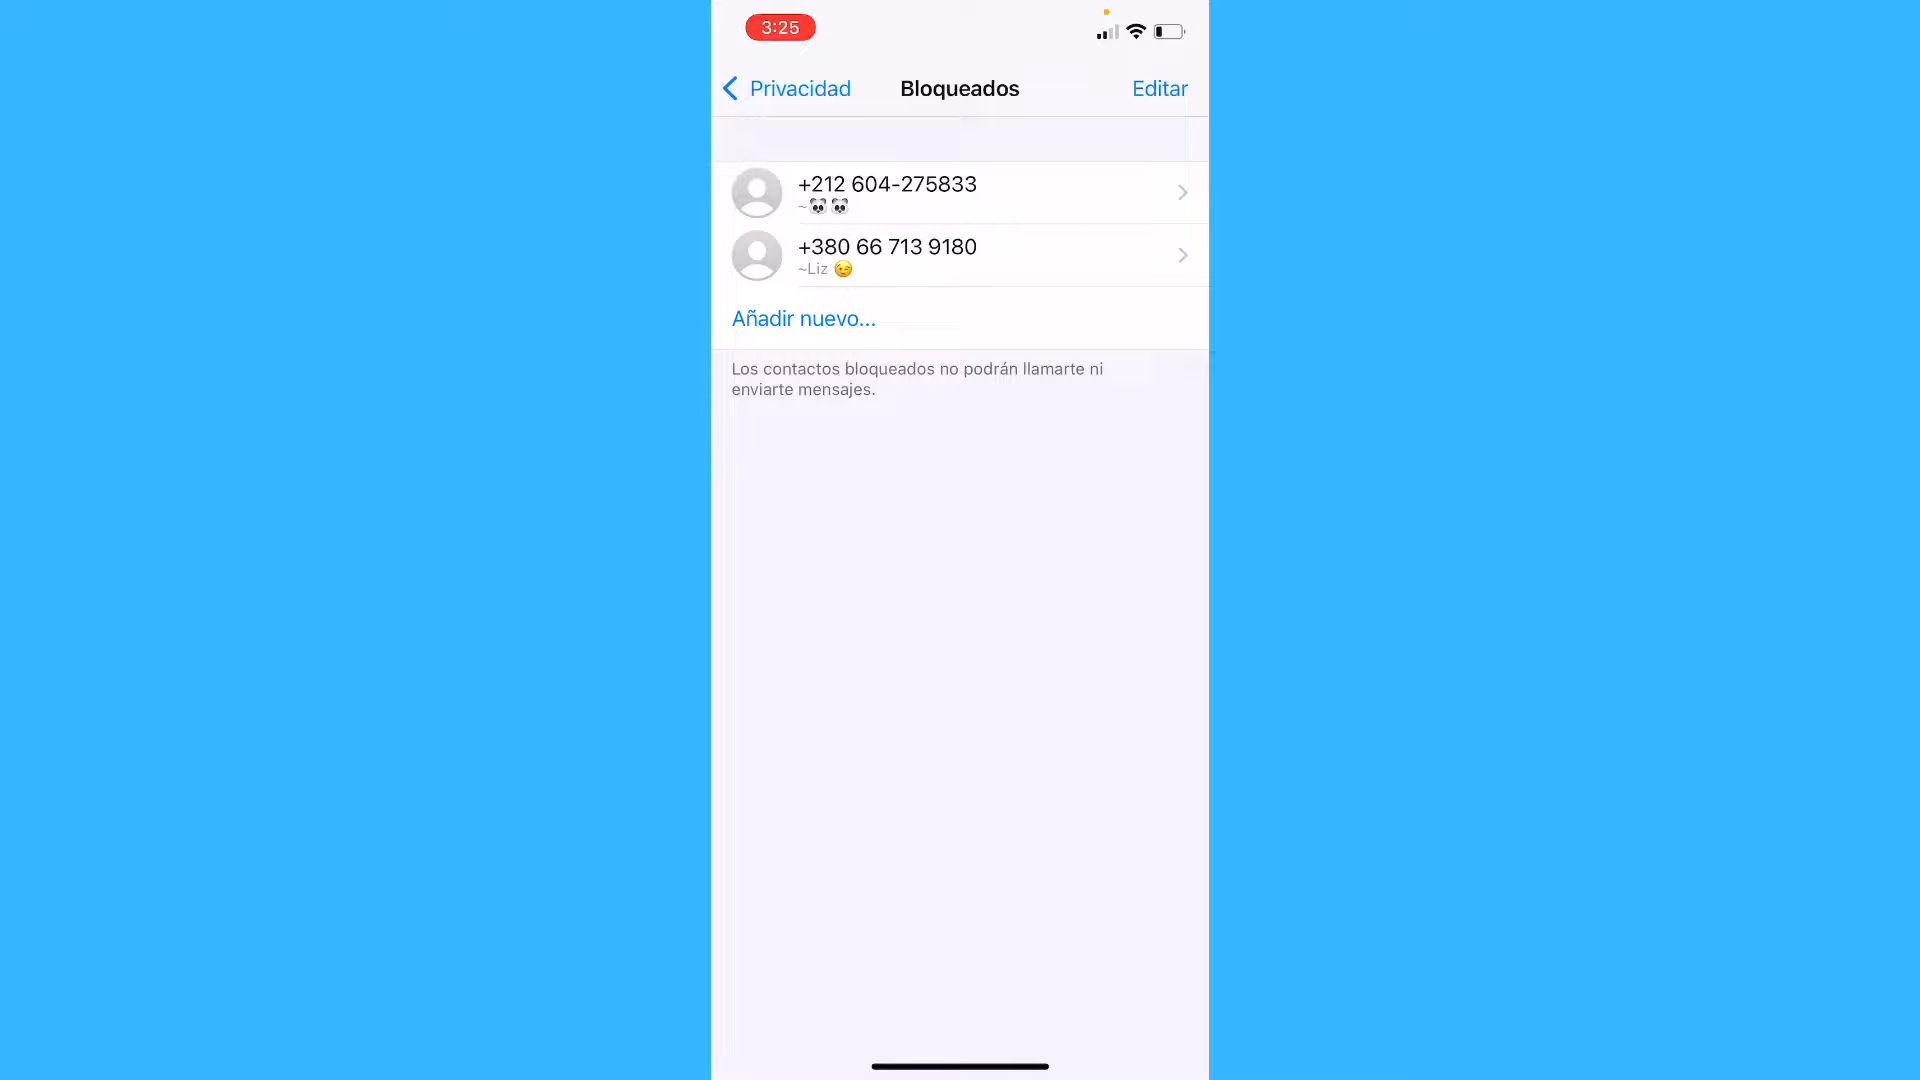 3:25
Privacidad
Bloqueados
Editar
+212 604-275833
~🐼🐼
+380 66 713 9180
~Liz 😉
Añadir nuevo...
Los contactos bloqueados no podrán llamarte ni
enviarte mensajes.